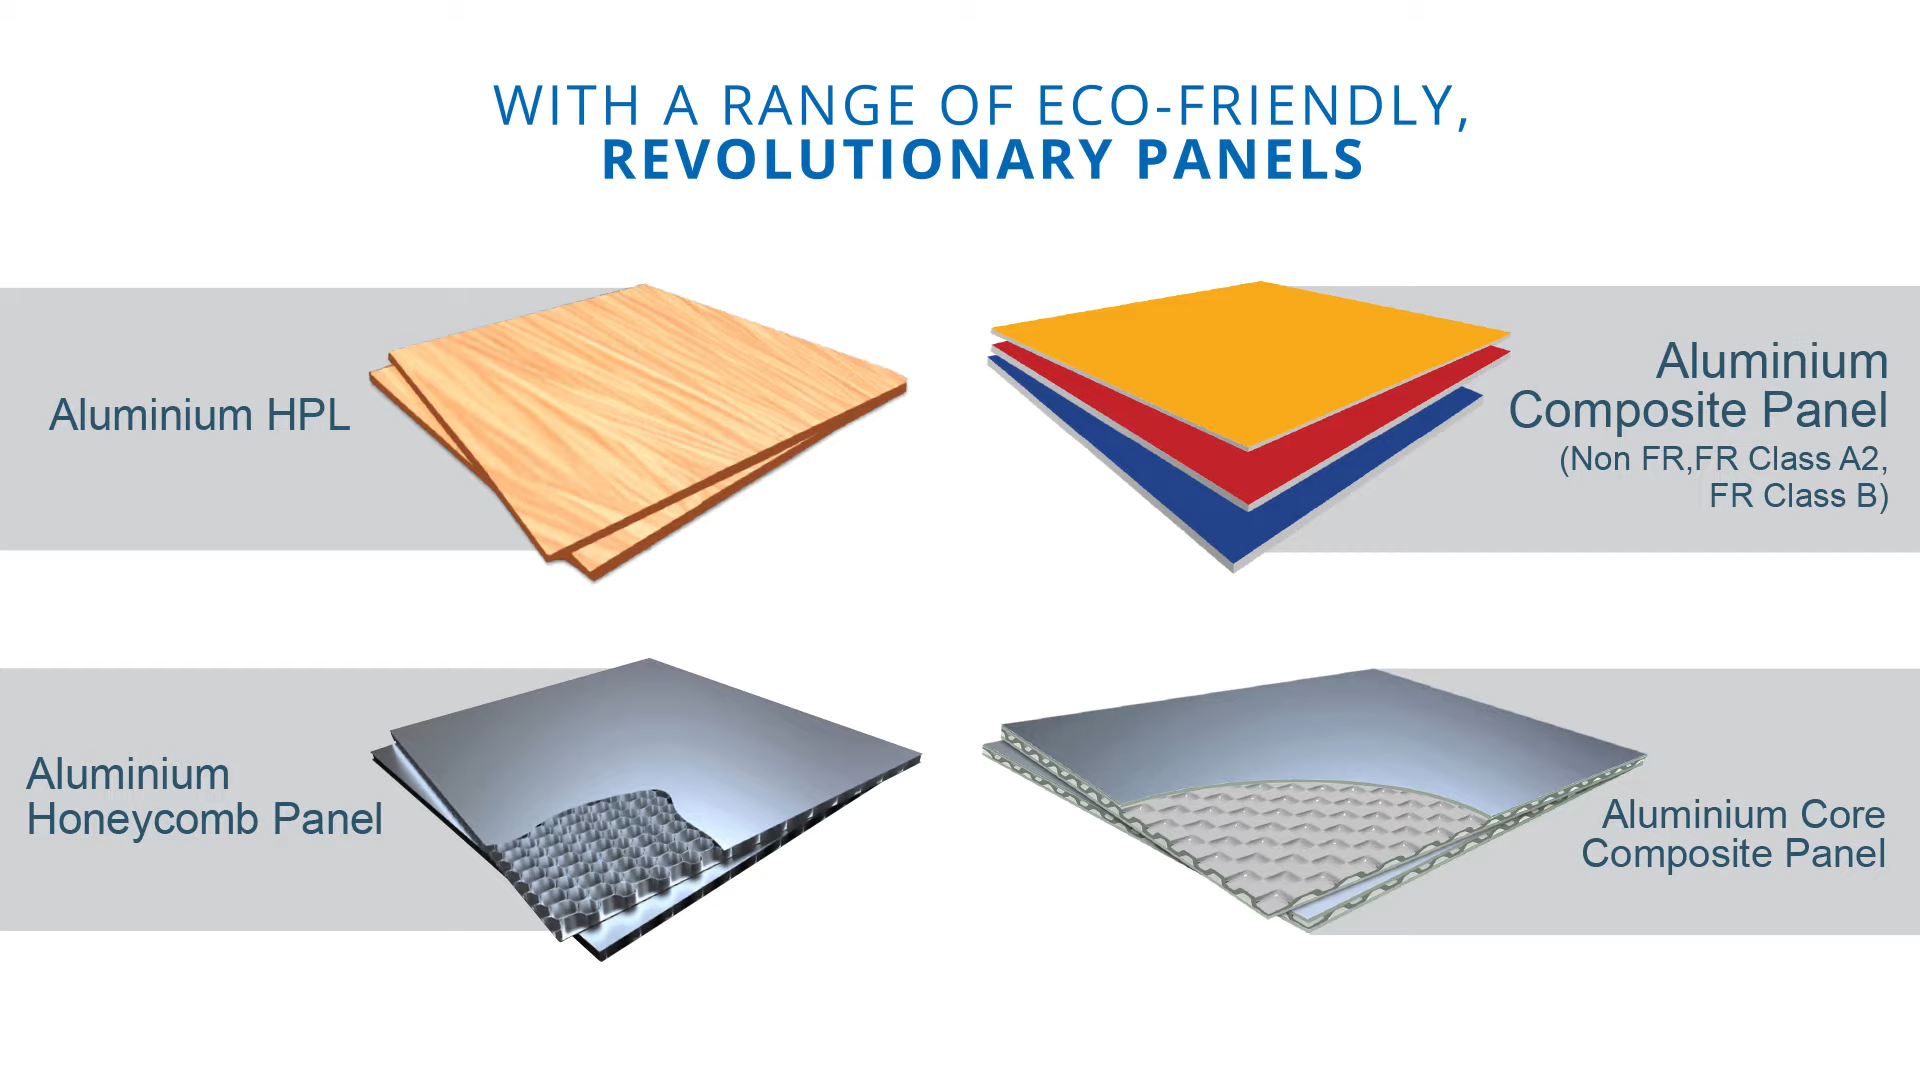 WITH A RANGE OF ECO-FRIENDLY,
REVOLUTIONARY PANELS
Aluminium HPL
Aluminium
Composite Panel
(Non FR,FR Class A2,
FR Class B)
Aluminium
Honeycomb Panel
Aluminium Core
Composite Panel